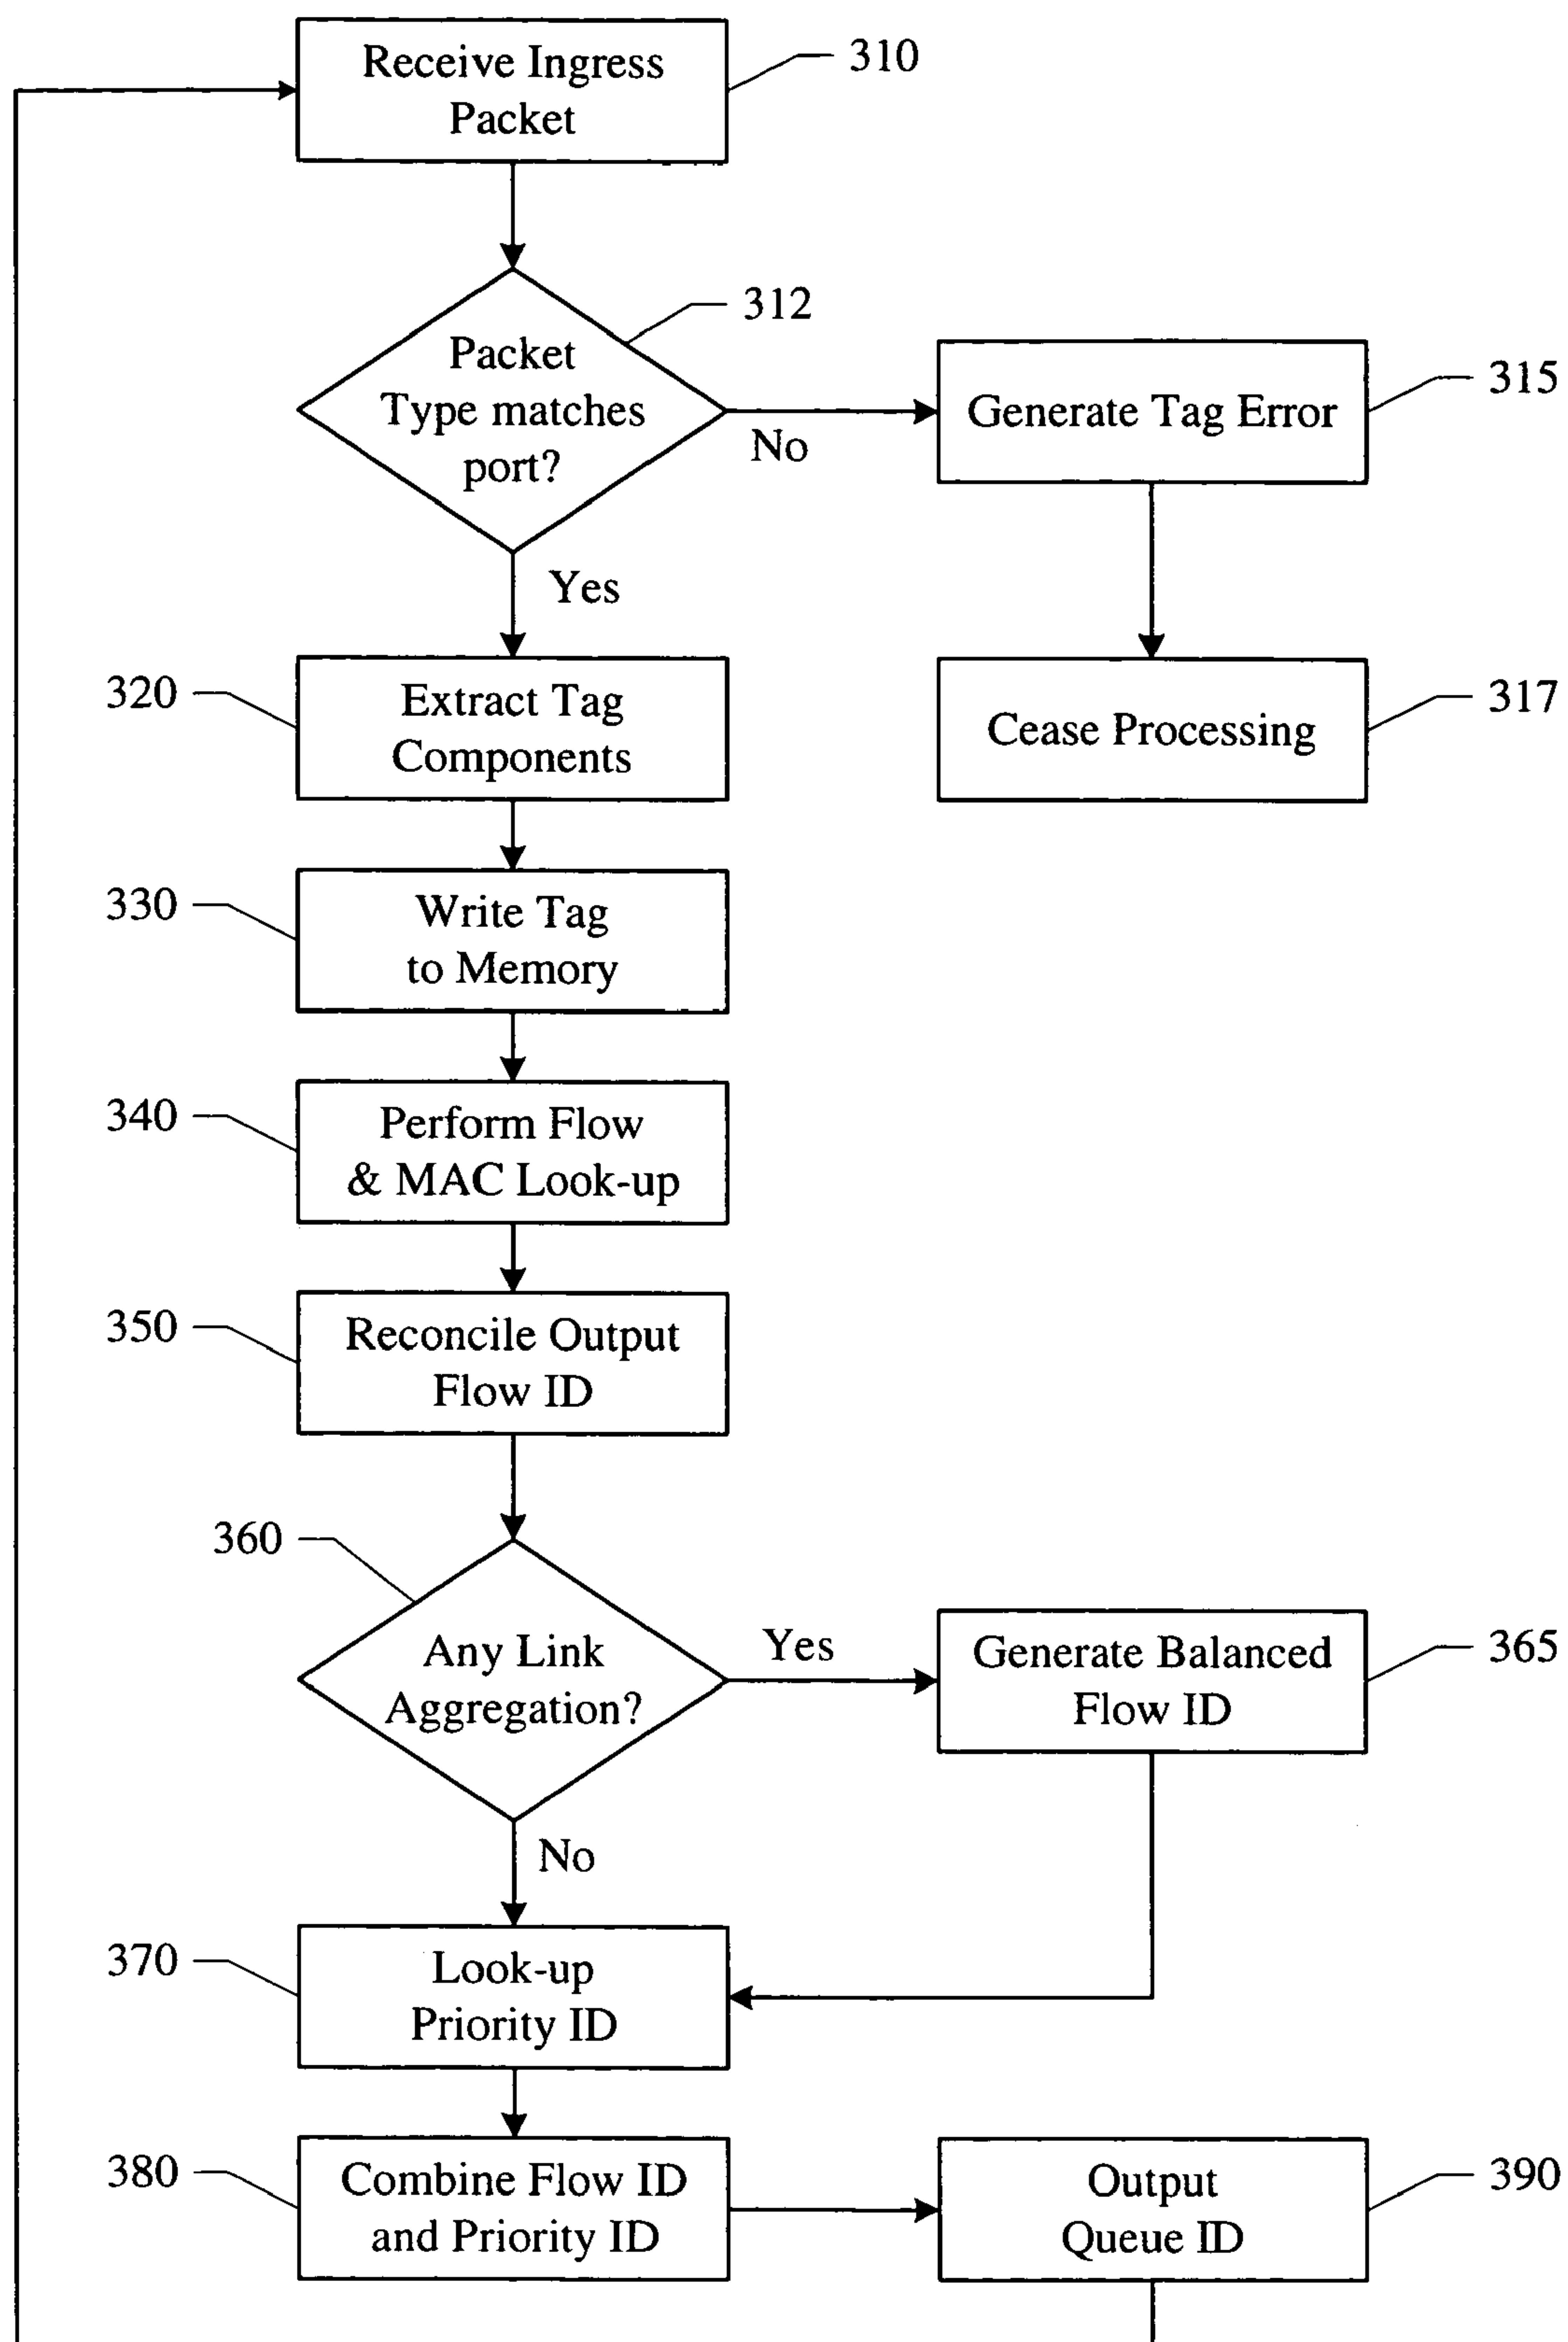 Receive Ingress
Packet
310
Packet
Type matches
port?
312
No
Generate Tag Error
315
Yes
Cease Processing
317
320
Extract Tag
Components
330
Write Tag
to Memory
340
Perform Flow
& MAC Look-up
350
Reconcile Output
Flow ID
360
Any Link
Aggregation?
Yes
Generate Balanced
Flow ID
365
No
370
Look-up
Priority ID
380
Combine Flow ID
and Priority ID
Output
Queue ID
390